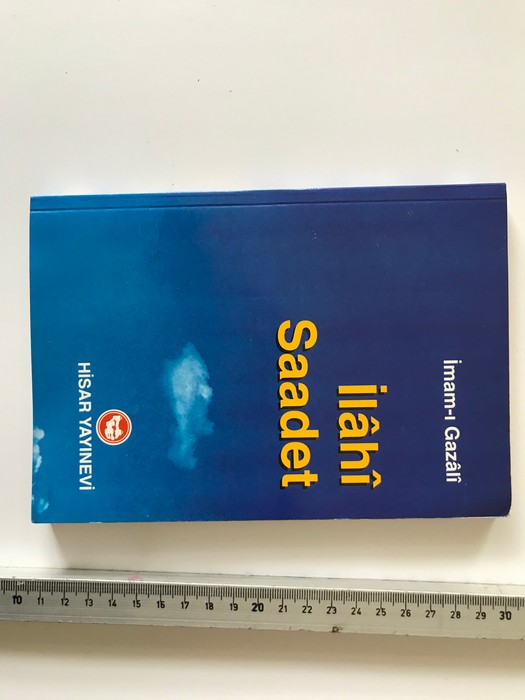 İmam-ı Gazâlî
İlâhî
Saadet
HİSAR YAYINEVİ
10 11 12 13 14 15 16 17 18 19 20 21 22 23 24 25 26 27 28 29 30